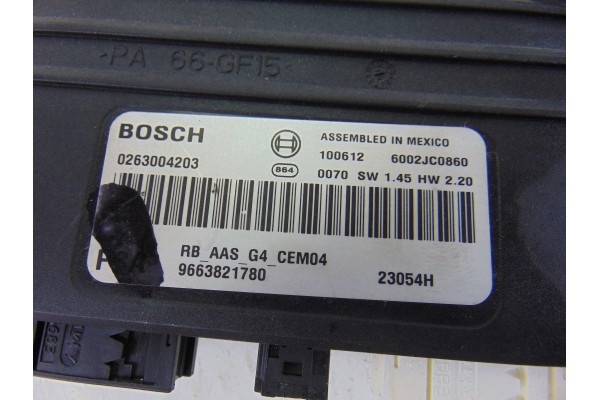 >PA 66-GF15<
BOSCH
ASSEMBLED IN MEXICO
0263004203
100612 6002JC0860
864
0070 SW 1.45 HW 2.20
RB_AAS_G4_CEM04
9663821780 23054H